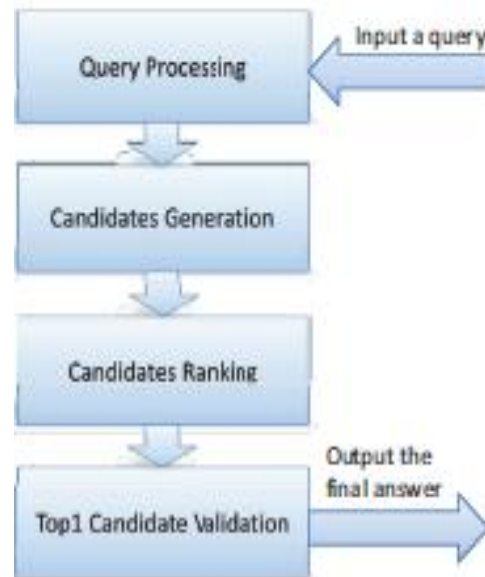 Input a query
Query Processing
Candidates Generation
Candidates Ranking
Output the
final answer
Top1 Candidate Validation